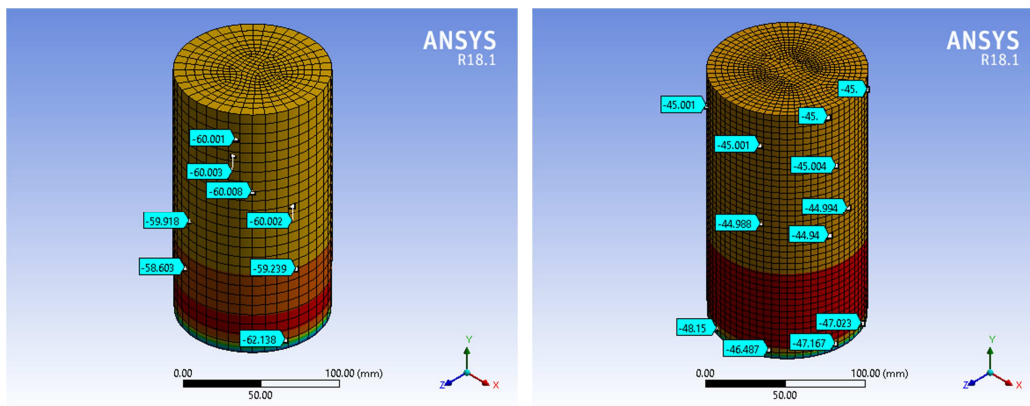 ANSYS
R18.1
-60.001
-60.003
-60.008
-59.918
-60.002
-58.603
-59.239
-62.138
0.00
100.00 (mm)
50.00
Y
Z
X
ANSYS
R18.1
-45.
-45.001
-45.
-45.001
-45.004
-44.994
-44.988
-44.94
-47.023
-48.15
-47.167
-46.487
0.00
100.00 (mm)
50.00
Y
Z
X